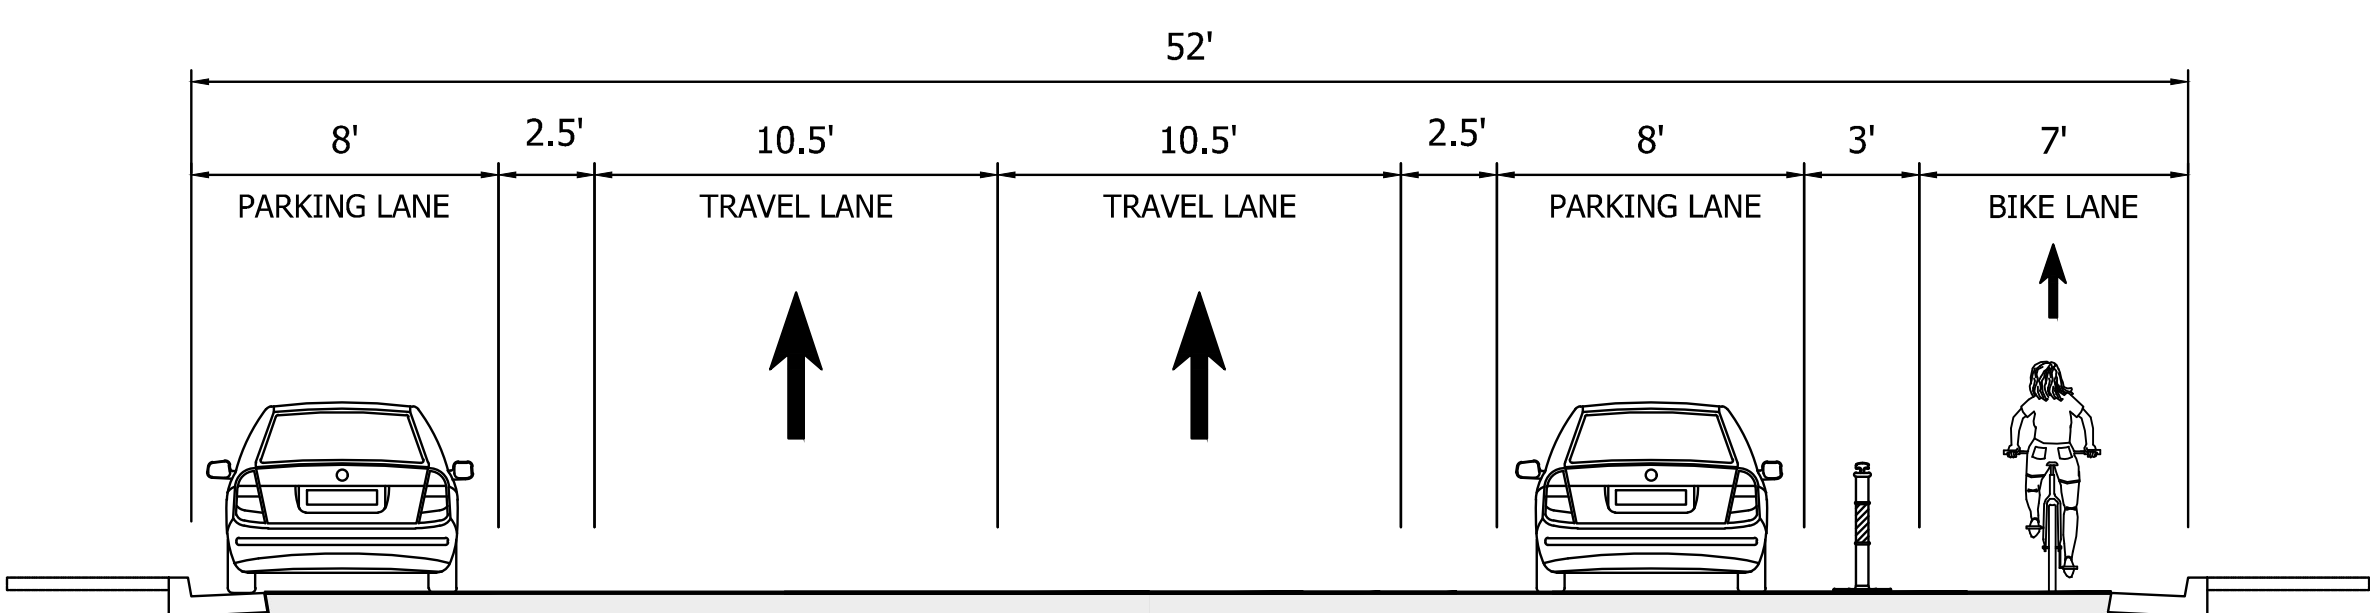 52'
8' 2.5' 10.5' 10.5' 2.5' 8' 3' 7'
PARKING LANE TRAVEL LANE TRAVEL LANE PARKING LANE BIKE LANE